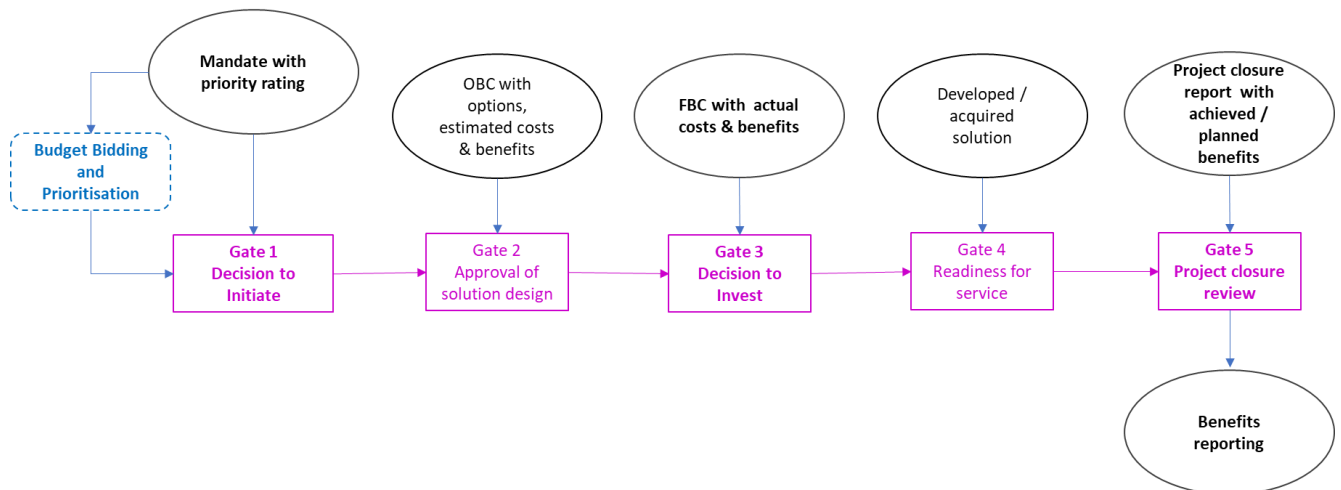 Mandate with
priority rating
OBC with
options,
estimated costs
& benefits
FBC with actual
costs & benefits
Developed /
acquired
solution
Project closure
report with
achieved /
planned
benefits
Budget Bidding
and
Prioritisation
Gate 1
Decision to
Initiate
Gate 2
Approval of
solution design
Gate 3
Decision to
Invest
Gate 4
Readiness for
service
Gate 5
Project closure
review
Benefits
reporting